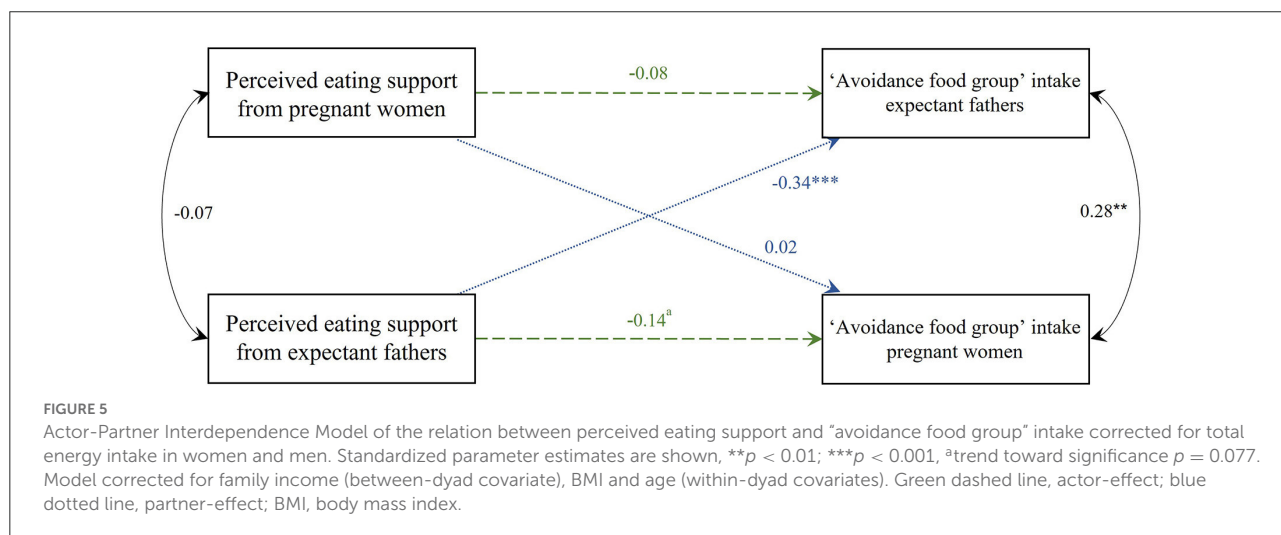 Perceived eating support
from pregnant women
-0.08
'Avoidance food group' intake
expectant fathers
-0.34***
-0.07
0.28**
0.02
Perceived eating support
from expectant fathers
-0.14ᵃ
'Avoidance food group' intake
pregnant women
FIGURE 5
Actor-Partner Interdependence Model of the relation between perceived eating support and “avoidance food group” intake corrected for total
energy intake in women and men. Standardized parameter estimates are shown, **p < 0.01; ***p < 0.001, ᵃtrend toward significance p = 0.077.
Model corrected for family income (between-dyad covariate), BMI and age (within-dyad covariates). Green dashed line, actor-effect; blue
dotted line, partner-effect; BMI, body mass index.